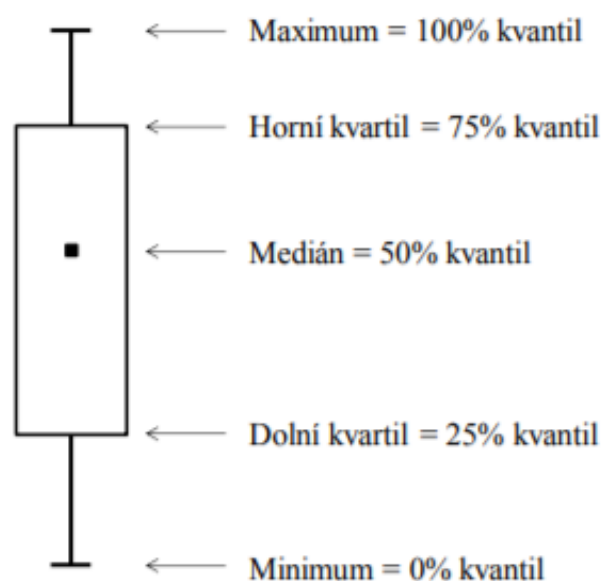 Maximum = 100% kvantil
Horní kvartil = 75% kvantil
Medián = 50% kvantil
Dolní kvartil = 25% kvantil
Minimum = 0% kvantil